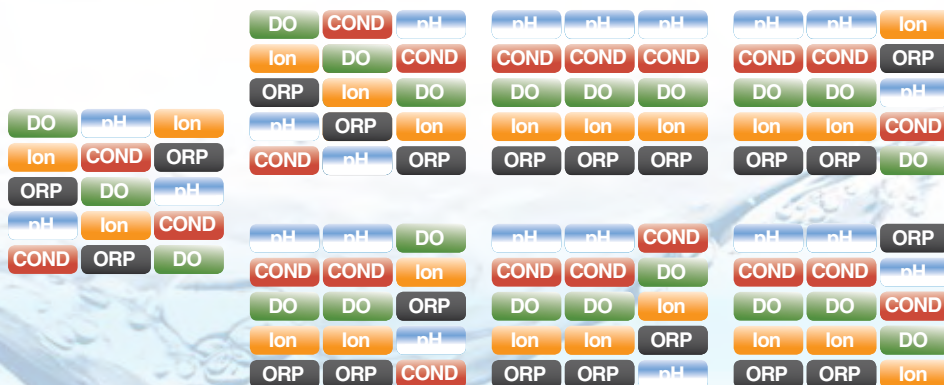 DO pH Ion
Ion COND ORP
ORP DO pH
pH Ion COND
COND ORP DO
DO COND pH
Ion DO COND
ORP Ion DO
pH ORP Ion
COND pH ORP
pH pH pH
COND COND COND
DO DO DO
Ion Ion Ion
ORP ORP ORP
pH pH Ion
COND COND ORP
DO DO pH
Ion Ion COND
ORP ORP DO
pH pH DO
COND COND Ion
DO DO ORP
Ion Ion pH
ORP ORP COND
pH pH COND
COND COND DO
DO DO Ion
Ion Ion ORP
ORP ORP pH
pH pH ORP
COND COND pH
DO DO COND
Ion Ion DO
ORP ORP Ion